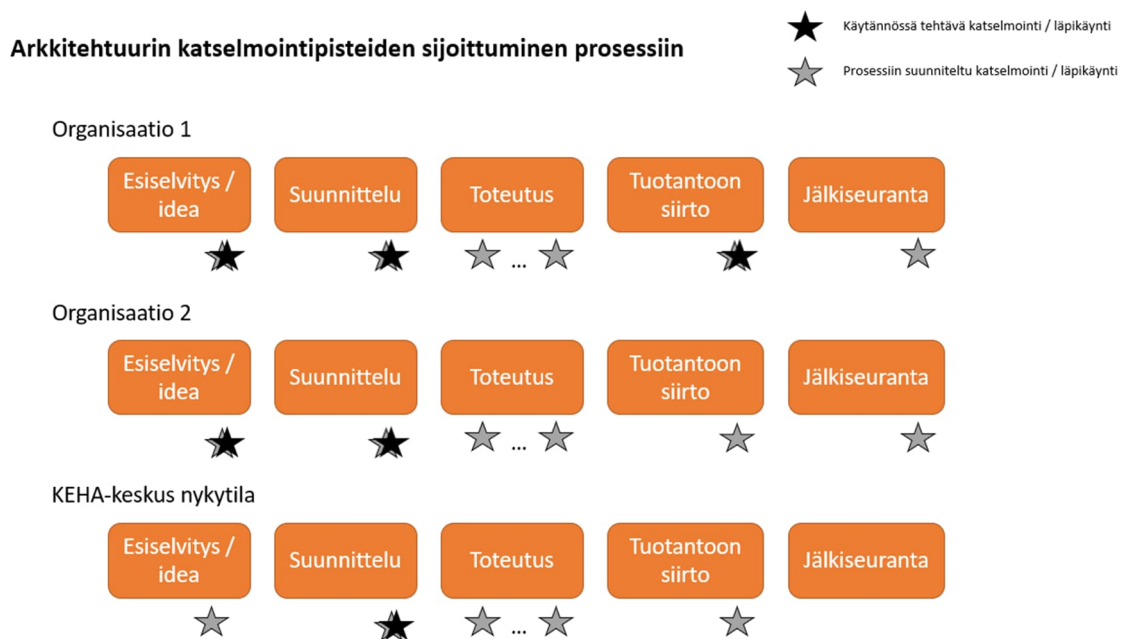 Arkkitehtuurin katselmointipisteiden sijoittuminen prosessiin
Käytännössä tehtävä katselmointi / läpikäynti
Prosessiin suunniteltu katselmointi / läpikäynti
Organisaatio 1
Esiselvitys /
idea
Suunnittelu
Toteutus
Tuotantoon
siirto
Jälkiseuranta
...
Organisaatio 2
Esiselvitys /
idea
Suunnittelu
Toteutus
Tuotantoon
siirto
Jälkiseuranta
...
KEHA-keskus nykytila
Esiselvitys /
idea
Suunnittelu
Toteutus
Tuotantoon
siirto
Jälkiseuranta
...